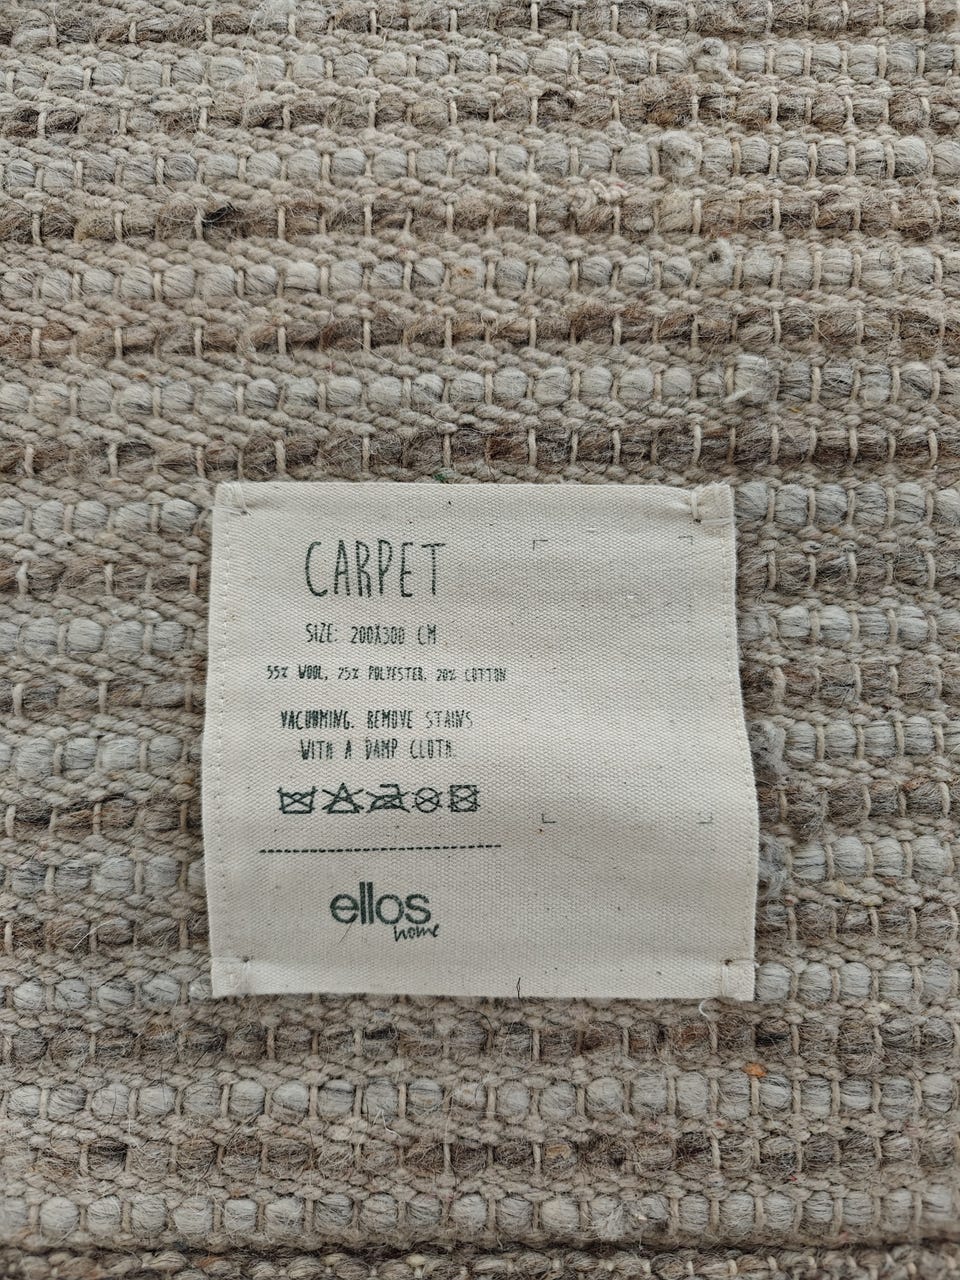 CARPET
SIZE: 200X300 CM
55% WOOL, 25% POLYESTER, 20% COTTON
VACUUMING. REMOVE STAINS
WITH A DAMP CLOTH.
ellos
home